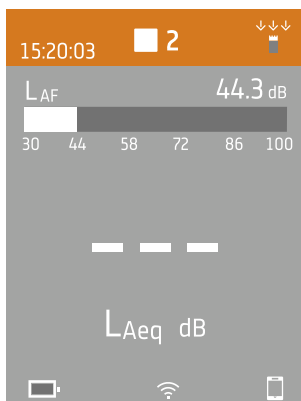 15:20:03 2
LAF 44.3 dB
30 44 58 72 86 100
– – –
LAeq dB